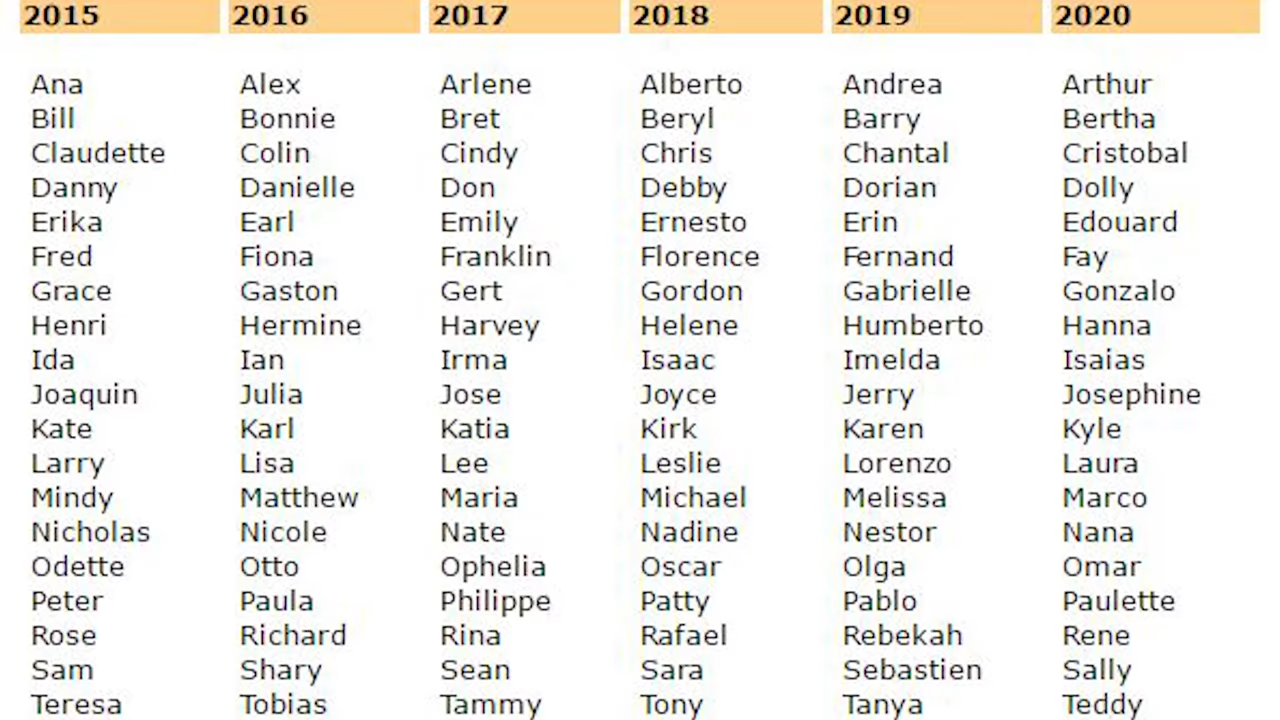 2015 2016 2017 2018 2019 2020
Ana Alex Arlene Alberto Andrea Arthur
Bill Bonnie Bret Beryl Barry Bertha
Claudette Colin Cindy Chris Chantal Cristobal
Danny Danielle Don Debby Dorian Dolly
Erika Earl Emily Ernesto Erin Edouard
Fred Fiona Franklin Florence Fernand Fay
Grace Gaston Gert Gordon Gabrielle Gonzalo
Henri Hermine Harvey Helene Humberto Hanna
Ida Ian Irma Isaac Imelda Isaias
Joaquin Julia Jose Joyce Jerry Josephine
Kate Karl Katia Kirk Karen Kyle
Larry Lisa Lee Leslie Lorenzo Laura
Mindy Matthew Maria Michael Melissa Marco
Nicholas Nicole Nate Nadine Nestor Nana
Odette Otto Ophelia Oscar Olga Omar
Peter Paula Philippe Patty Pablo Paulette
Rose Richard Rina Rafael Rebekah Rene
Sam Shary Sean Sara Sebastien Sally
Teresa Tobias Tammy Tony Tanya Teddy